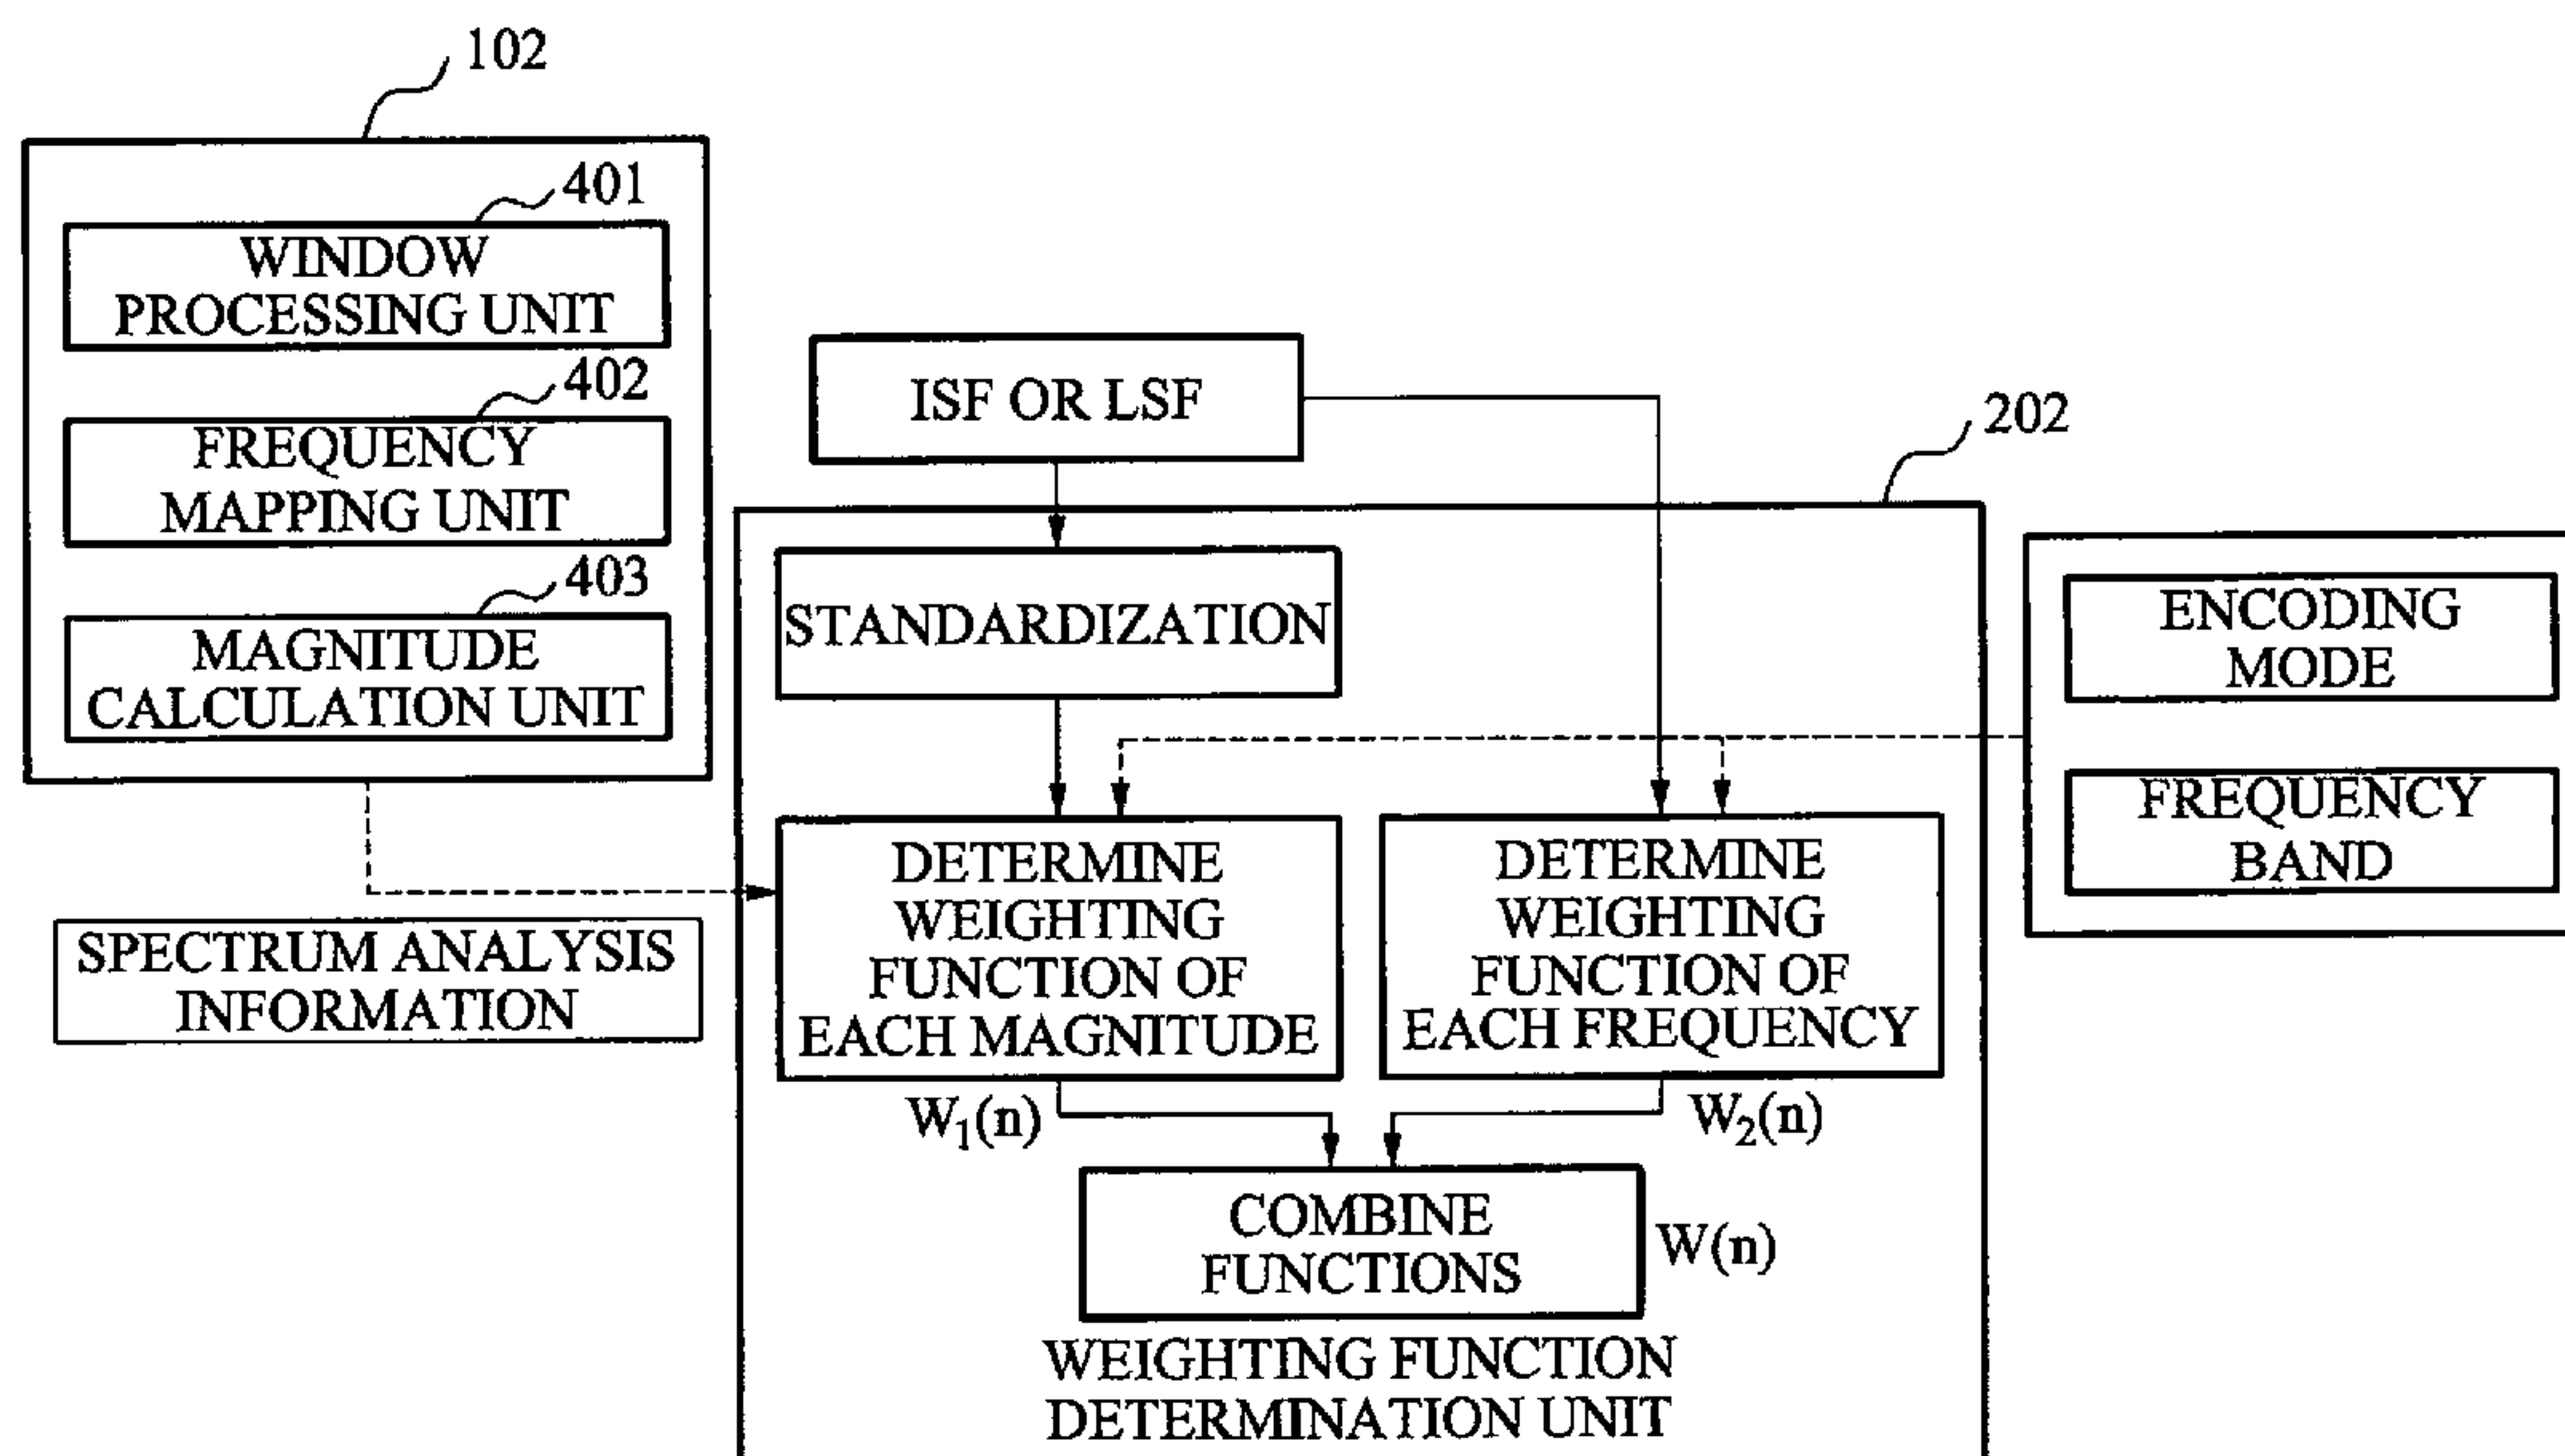 102
401
WINDOW
PROCESSING UNIT
402
FREQUENCY
MAPPING UNIT
403
MAGNITUDE
CALCULATION UNIT
SPECTRUM ANALYSIS
INFORMATION
ISF OR LSF
202
STANDARDIZATION
ENCODING
MODE
FREQUENCY
BAND
DETERMINE
WEIGHTING
FUNCTION OF
EACH MAGNITUDE
DETERMINE
WEIGHTING
FUNCTION OF
EACH FREQUENCY
W₁(n)
W₂(n)
COMBINE
FUNCTIONS
W(n)
WEIGHTING FUNCTION
DETERMINATION UNIT